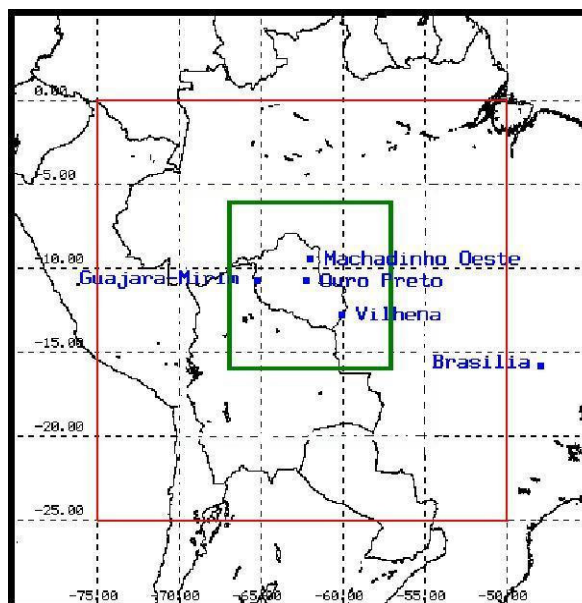 0.00
-5.00
-10.00
Machadinho Oeste
Guajara-Mirim
Ouro Preto
Vilhena
-15.00
Brasilia
-20.00
-25.00
-75.00 -70.00 -65.00 -60.00 -55.00 -50.00